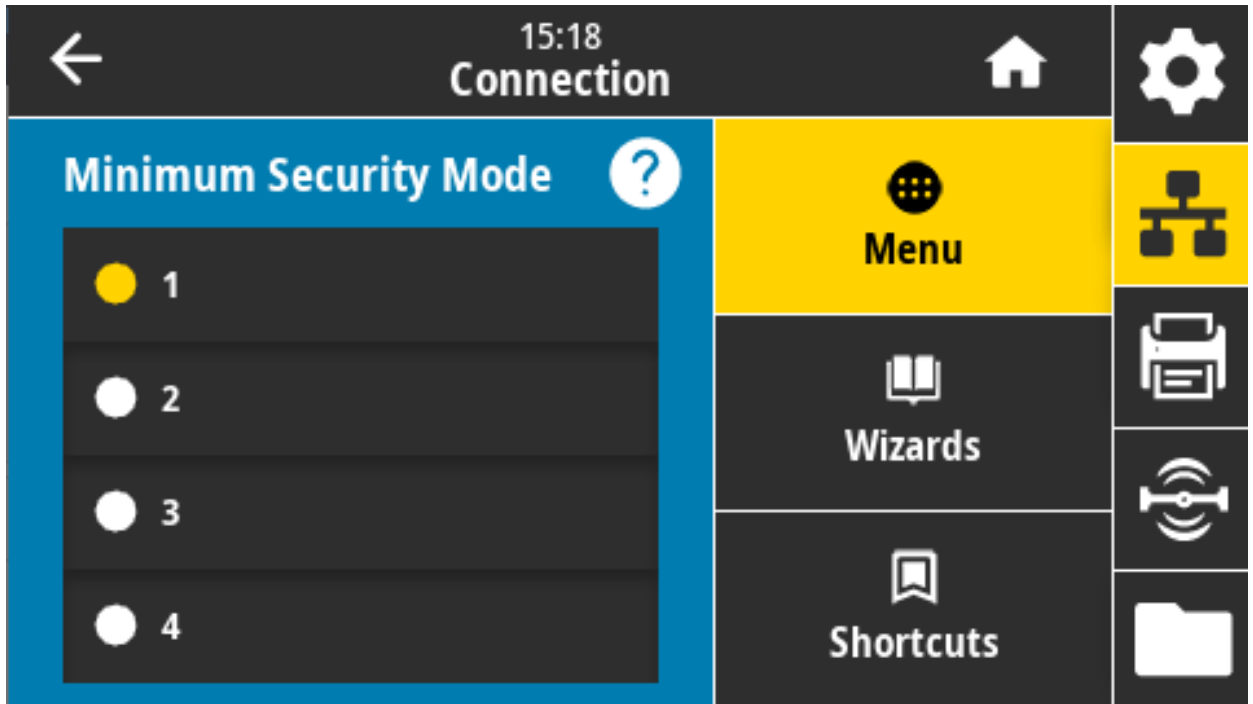 15:18
Connection
Minimum Security Mode ?
1
2
3
4
Menu
Wizards
Shortcuts